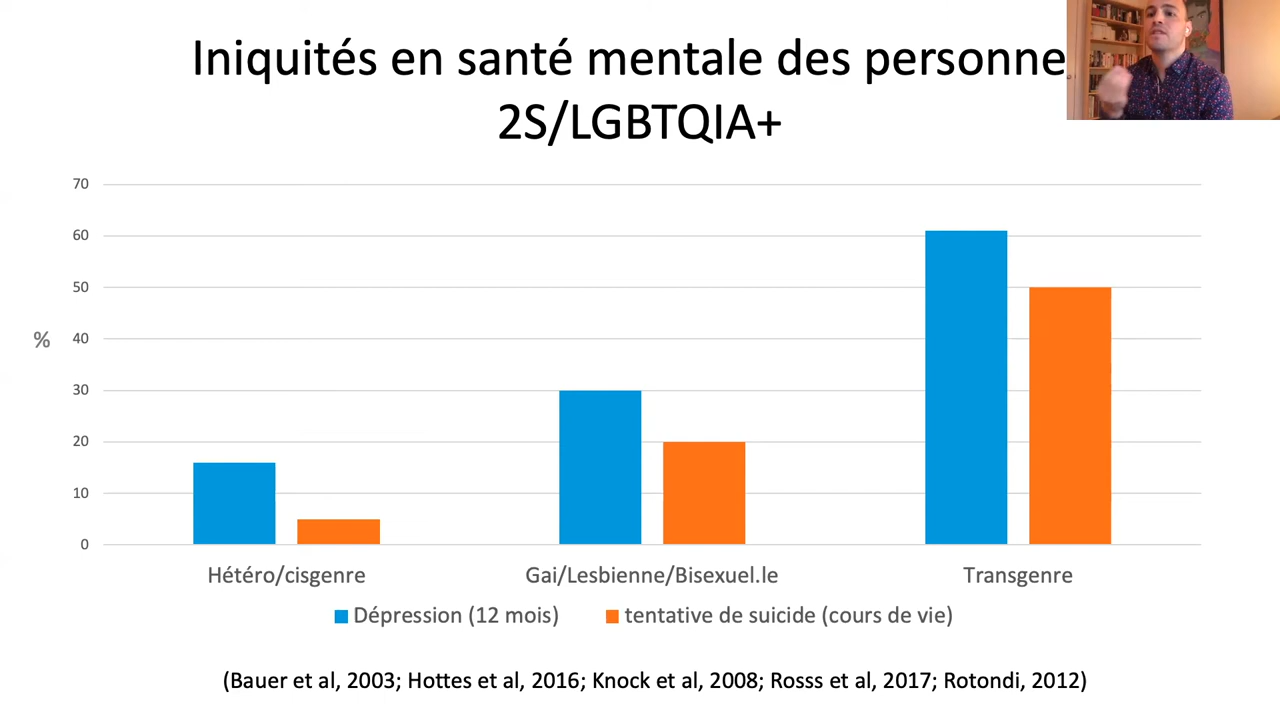 Iniquités en santé mentale des personne
2S/LGBTQIA+
70
60
50
40
30
20
10
0
%
Hétéro/cisgenre
Gai/Lesbienne/Bisexuel.le
Transgenre
Dépression (12 mois)
tentative de suicide (cours de vie)
(Bauer et al, 2003; Hottes et al, 2016; Knock et al, 2008; Rosss et al, 2017; Rotondi, 2012)